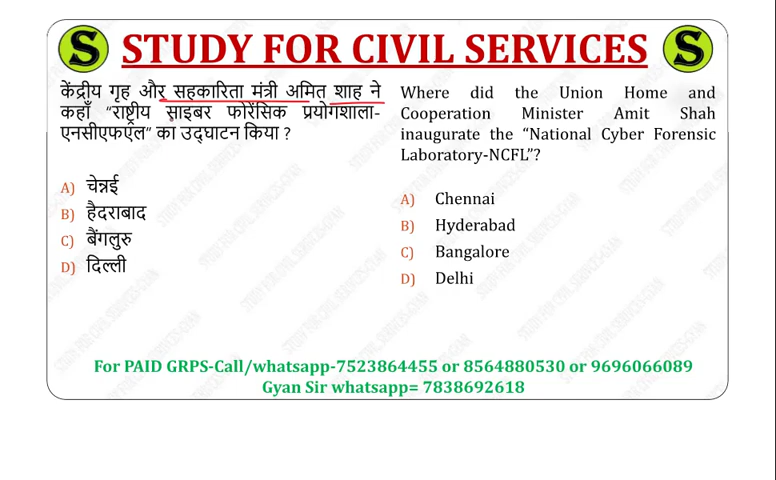 S STUDY FOR CIVIL SERVICES S
केंद्रीय गृह और सहकारिता मंत्री अमित शाह ने
कहाँ “राष्ट्रीय साइबर फोरेंसिक प्रयोगशाला-
एनसीएफएल” का उद्घाटन किया ?
A) चेन्नई
B) हैदराबाद
C) बैंगलुरु
D) दिल्ली
Where did the Union Home and
Cooperation Minister Amit Shah
inaugurate the “National Cyber Forensic
Laboratory-NCFL”?
A) Chennai
B) Hyderabad
C) Bangalore
D) Delhi
For PAID GRPS-Call/whatsapp-7523864455 or 8564880530 or 9696066089
Gyan Sir whatsapp= 7838692618